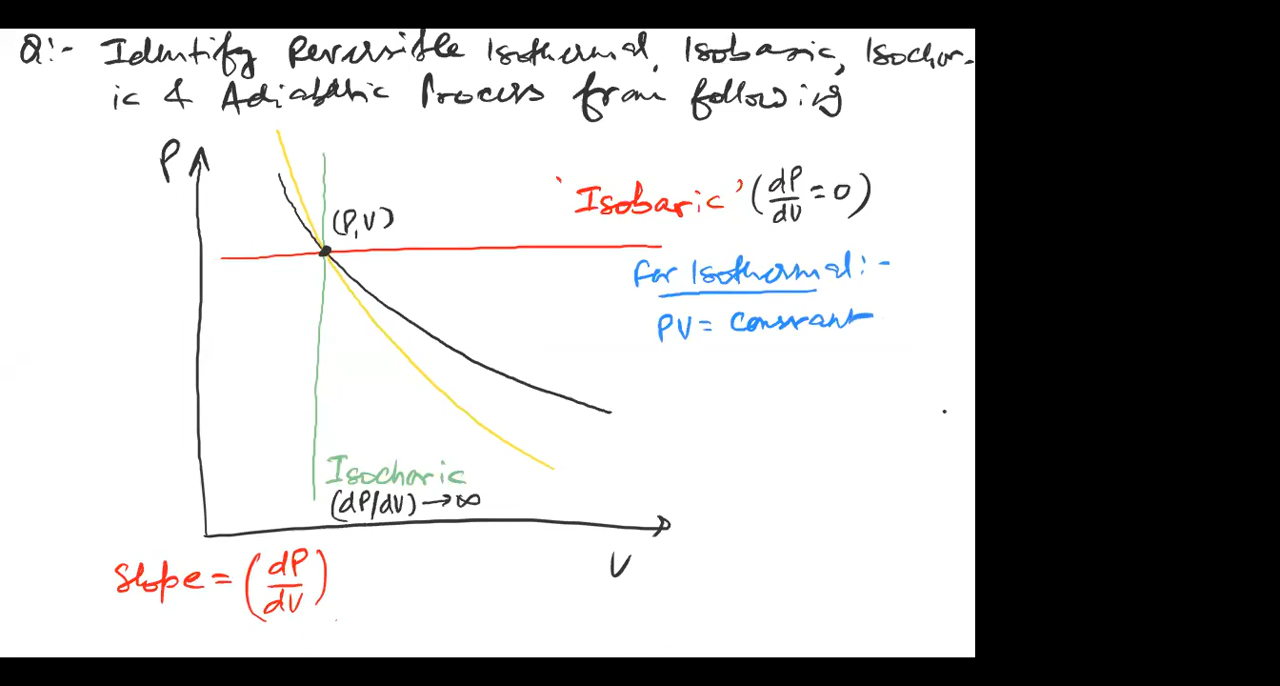 Q:- Identify Reversible Isothermal, Isobaric, Isochor-
ic & Adiabatic Process from following
P
'Isobaric' (dP/dV = 0)
(P,V)
For Isothermal:-
PV = Constant
Isochoric
(dP/dV) → ∞
V
Slope = (dP/dV)